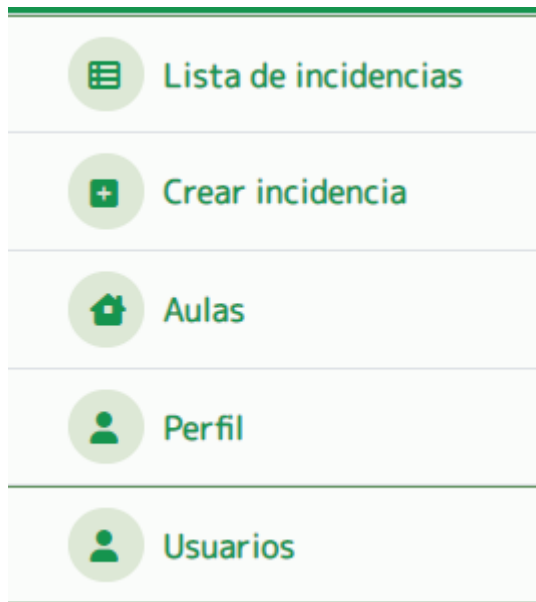 Lista de incidencias
Crear incidencia
Aulas
Perfil
Usuarios